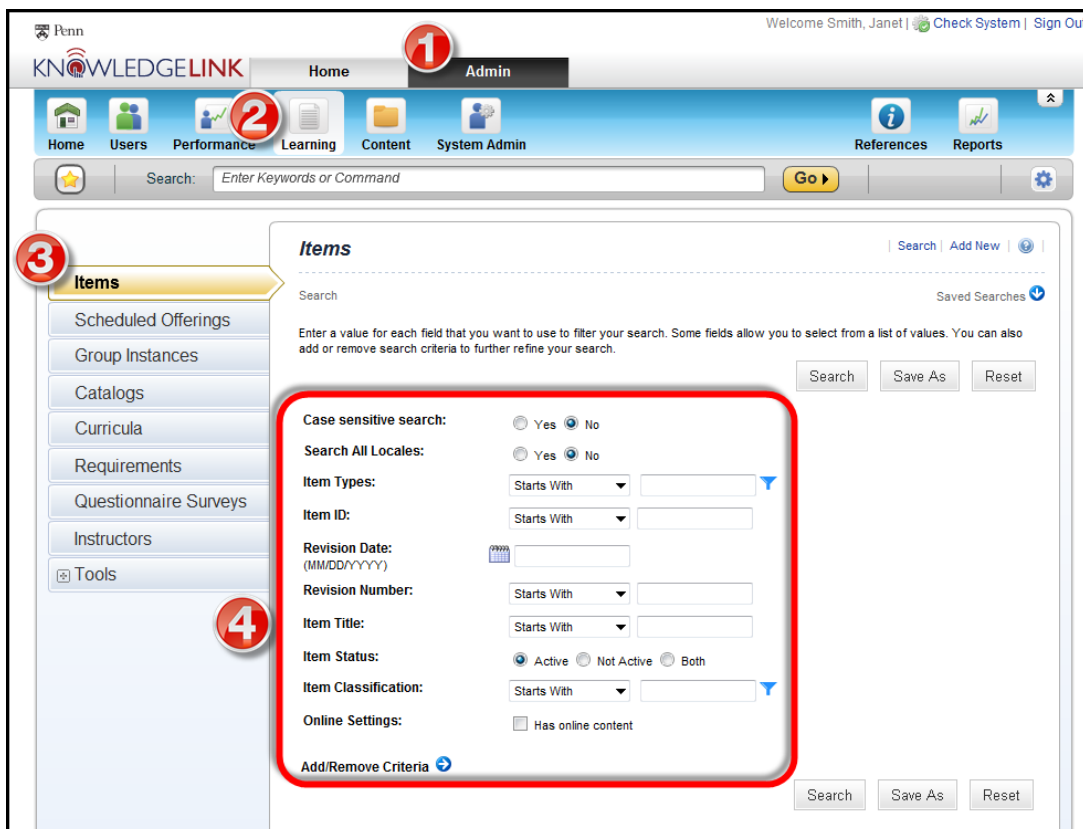 Penn
Welcome Smith, Janet | Check System | Sign Ou
KNOWLEDGELINK
Home
1
Admin
2
Home
Users
Performance
Learning
Content
System Admin
References
Reports
Search:
Enter Keywords or Command
Go
3
Items
Scheduled Offerings
Group Instances
Catalogs
Curricula
Requirements
Questionnaire Surveys
Instructors
Tools
Items
Search | Add New
Search
Saved Searches
Enter a value for each field that you want to use to filter your search. Some fields allow you to select from a list of values. You can also
add or remove search criteria to further refine your search.
Search
Save As
Reset
4
Case sensitive search: Yes No
Search All Locales: Yes No
Item Types: Starts With
Item ID: Starts With
Revision Date:
(MM/DD/YYYY)
Revision Number: Starts With
Item Title: Starts With
Item Status: Active Not Active Both
Item Classification: Starts With
Online Settings: Has online content
Add/Remove Criteria
Search
Save As
Reset